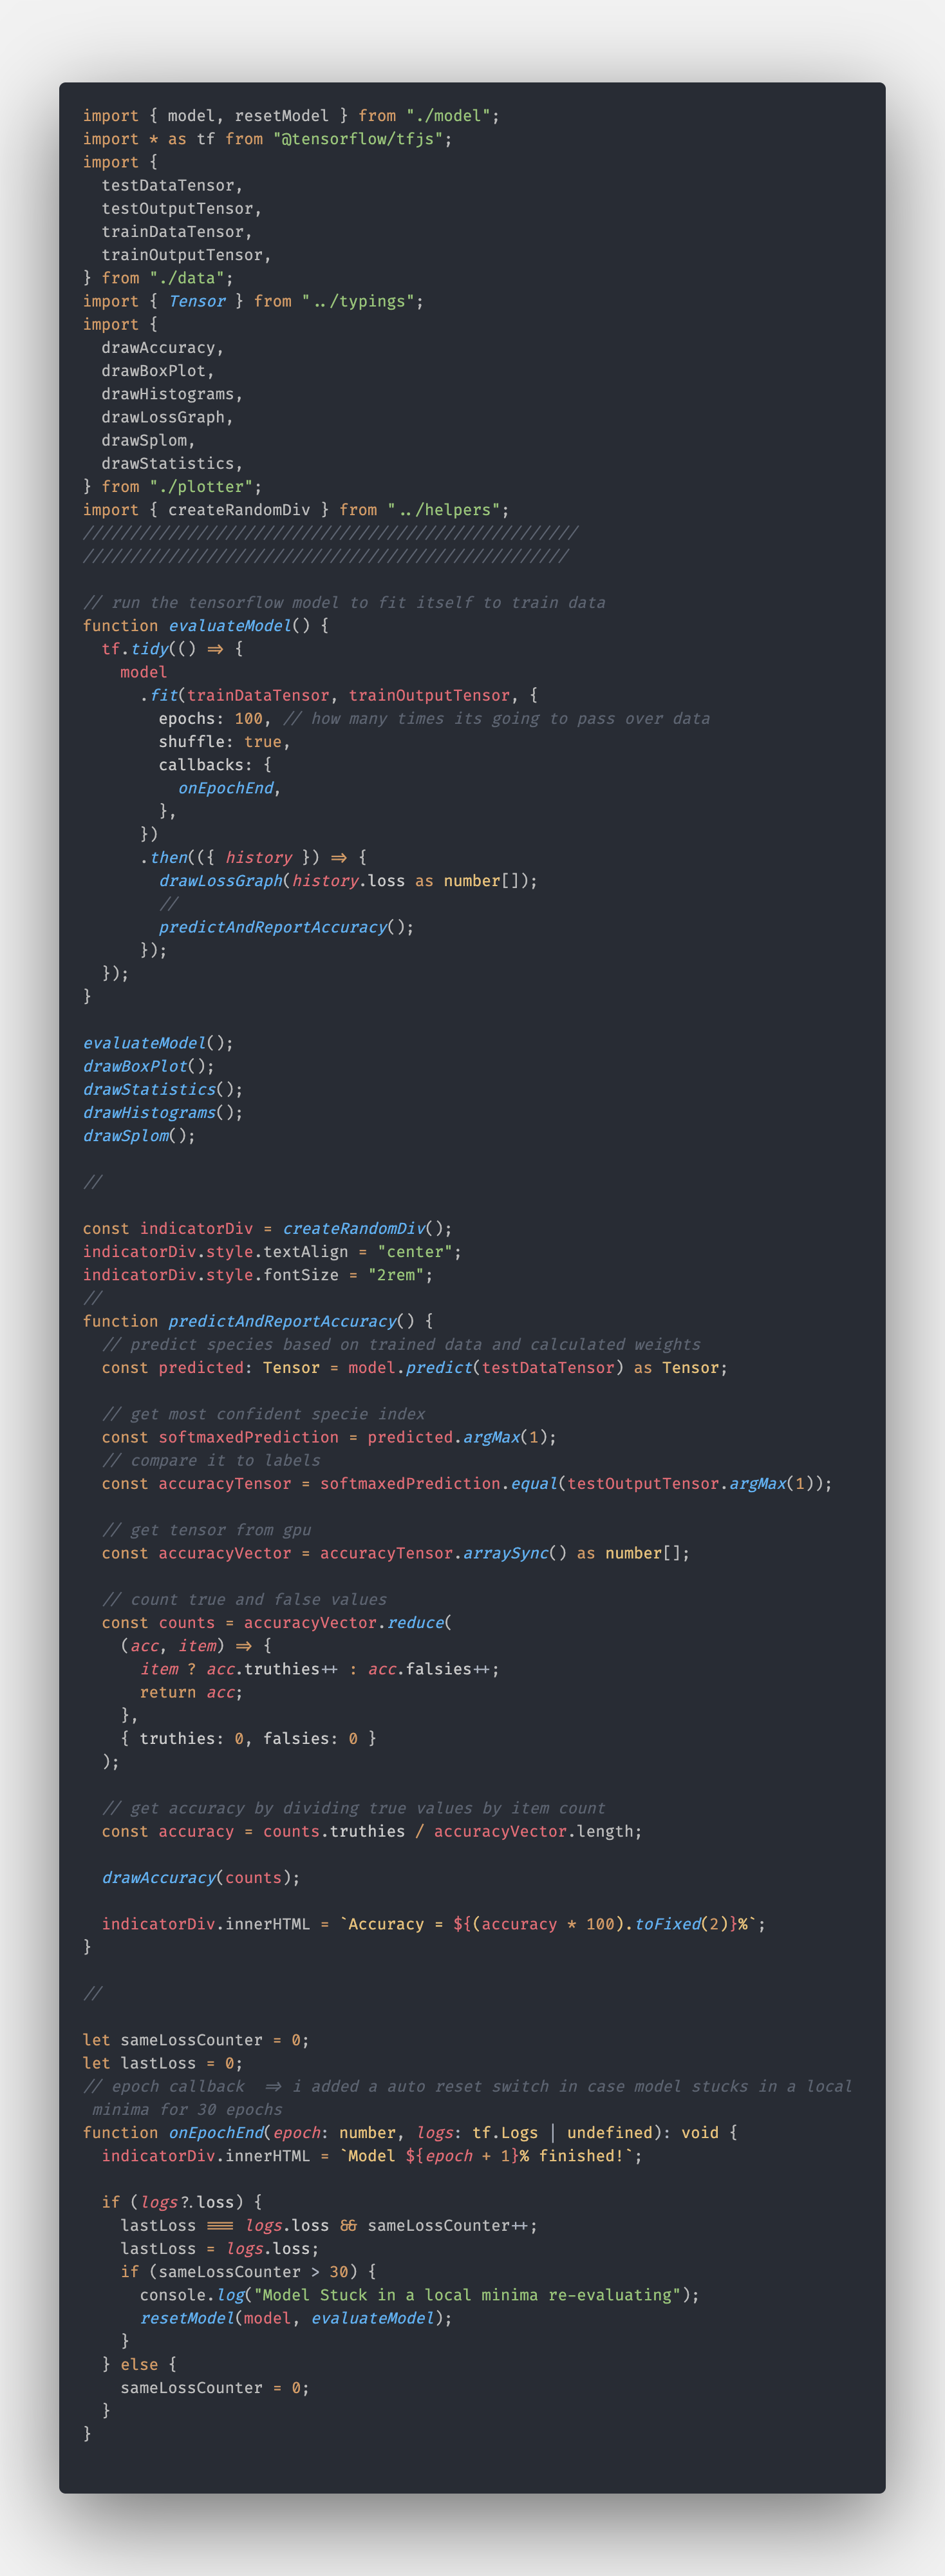 import { model, resetModel } from "./model";
import * as tf from "@tensorflow/tfjs";
import {
  testDataTensor,
  testOutputTensor,
  trainDataTensor,
  trainOutputTensor,
} from "./data";
import { Tensor } from "../typings";
import {
  drawAccuracy,
  drawBoxPlot,
  drawHistograms,
  drawLossGraph,
  drawSplom,
  drawStatistics,
} from "./plotter";
import { createRandomDiv } from "../helpers";
////////////////////////////////////////////////////
///////////////////////////////////////////////////

// run the tensorflow model to fit itself to train data
function evaluateModel() {
  tf.tidy(() => {
    model
      .fit(trainDataTensor, trainOutputTensor, {
        epochs: 100, // how many times its going to pass over data
        shuffle: true,
        callbacks: {
          onEpochEnd,
        },
      })
      .then(({ history }) => {
        drawLossGraph(history.loss as number[]);
        //
        predictAndReportAccuracy();
      });
  });
}

evaluateModel();
drawBoxPlot();
drawStatistics();
drawHistograms();
drawSplom();

//

const indicatorDiv = createRandomDiv();
indicatorDiv.style.textAlign = "center";
indicatorDiv.style.fontSize = "2rem";
//
function predictAndReportAccuracy() {
  // predict species based on trained data and calculated weights
  const predicted: Tensor = model.predict(testDataTensor) as Tensor;

  // get most confident specie index
  const softmaxedPrediction = predicted.argMax(1);
  // compare it to labels
  const accuracyTensor = softmaxedPrediction.equal(testOutputTensor.argMax(1));

  // get tensor from gpu
  const accuracyVector = accuracyTensor.arraySync() as number[];

  // count true and false values
  const counts = accuracyVector.reduce(
    (acc, item) => {
      item ? acc.truthies++ : acc.falsies++;
      return acc;
    },
    { truthies: 0, falsies: 0 }
  );

  // get accuracy by dividing true values by item count
  const accuracy = counts.truthies / accuracyVector.length;

  drawAccuracy(counts);

  indicatorDiv.innerHTML = `Accuracy = ${(accuracy * 100).toFixed(2)}%`;
}

//

let sameLossCounter = 0;
let lastLoss = 0;
// epoch callback  => i added a auto reset switch in case model stucks in a local
 minima for 30 epochs
function onEpochEnd(epoch: number, logs: tf.Logs | undefined): void {
  indicatorDiv.innerHTML = `Model ${epoch + 1}% finished!`;

  if (logs?.loss) {
    lastLoss === logs.loss && sameLossCounter++;
    lastLoss = logs.loss;
    if (sameLossCounter > 30) {
      console.log("Model Stuck in a local minima re-evaluating");
      resetModel(model, evaluateModel);
    }
  } else {
    sameLossCounter = 0;
  }
}